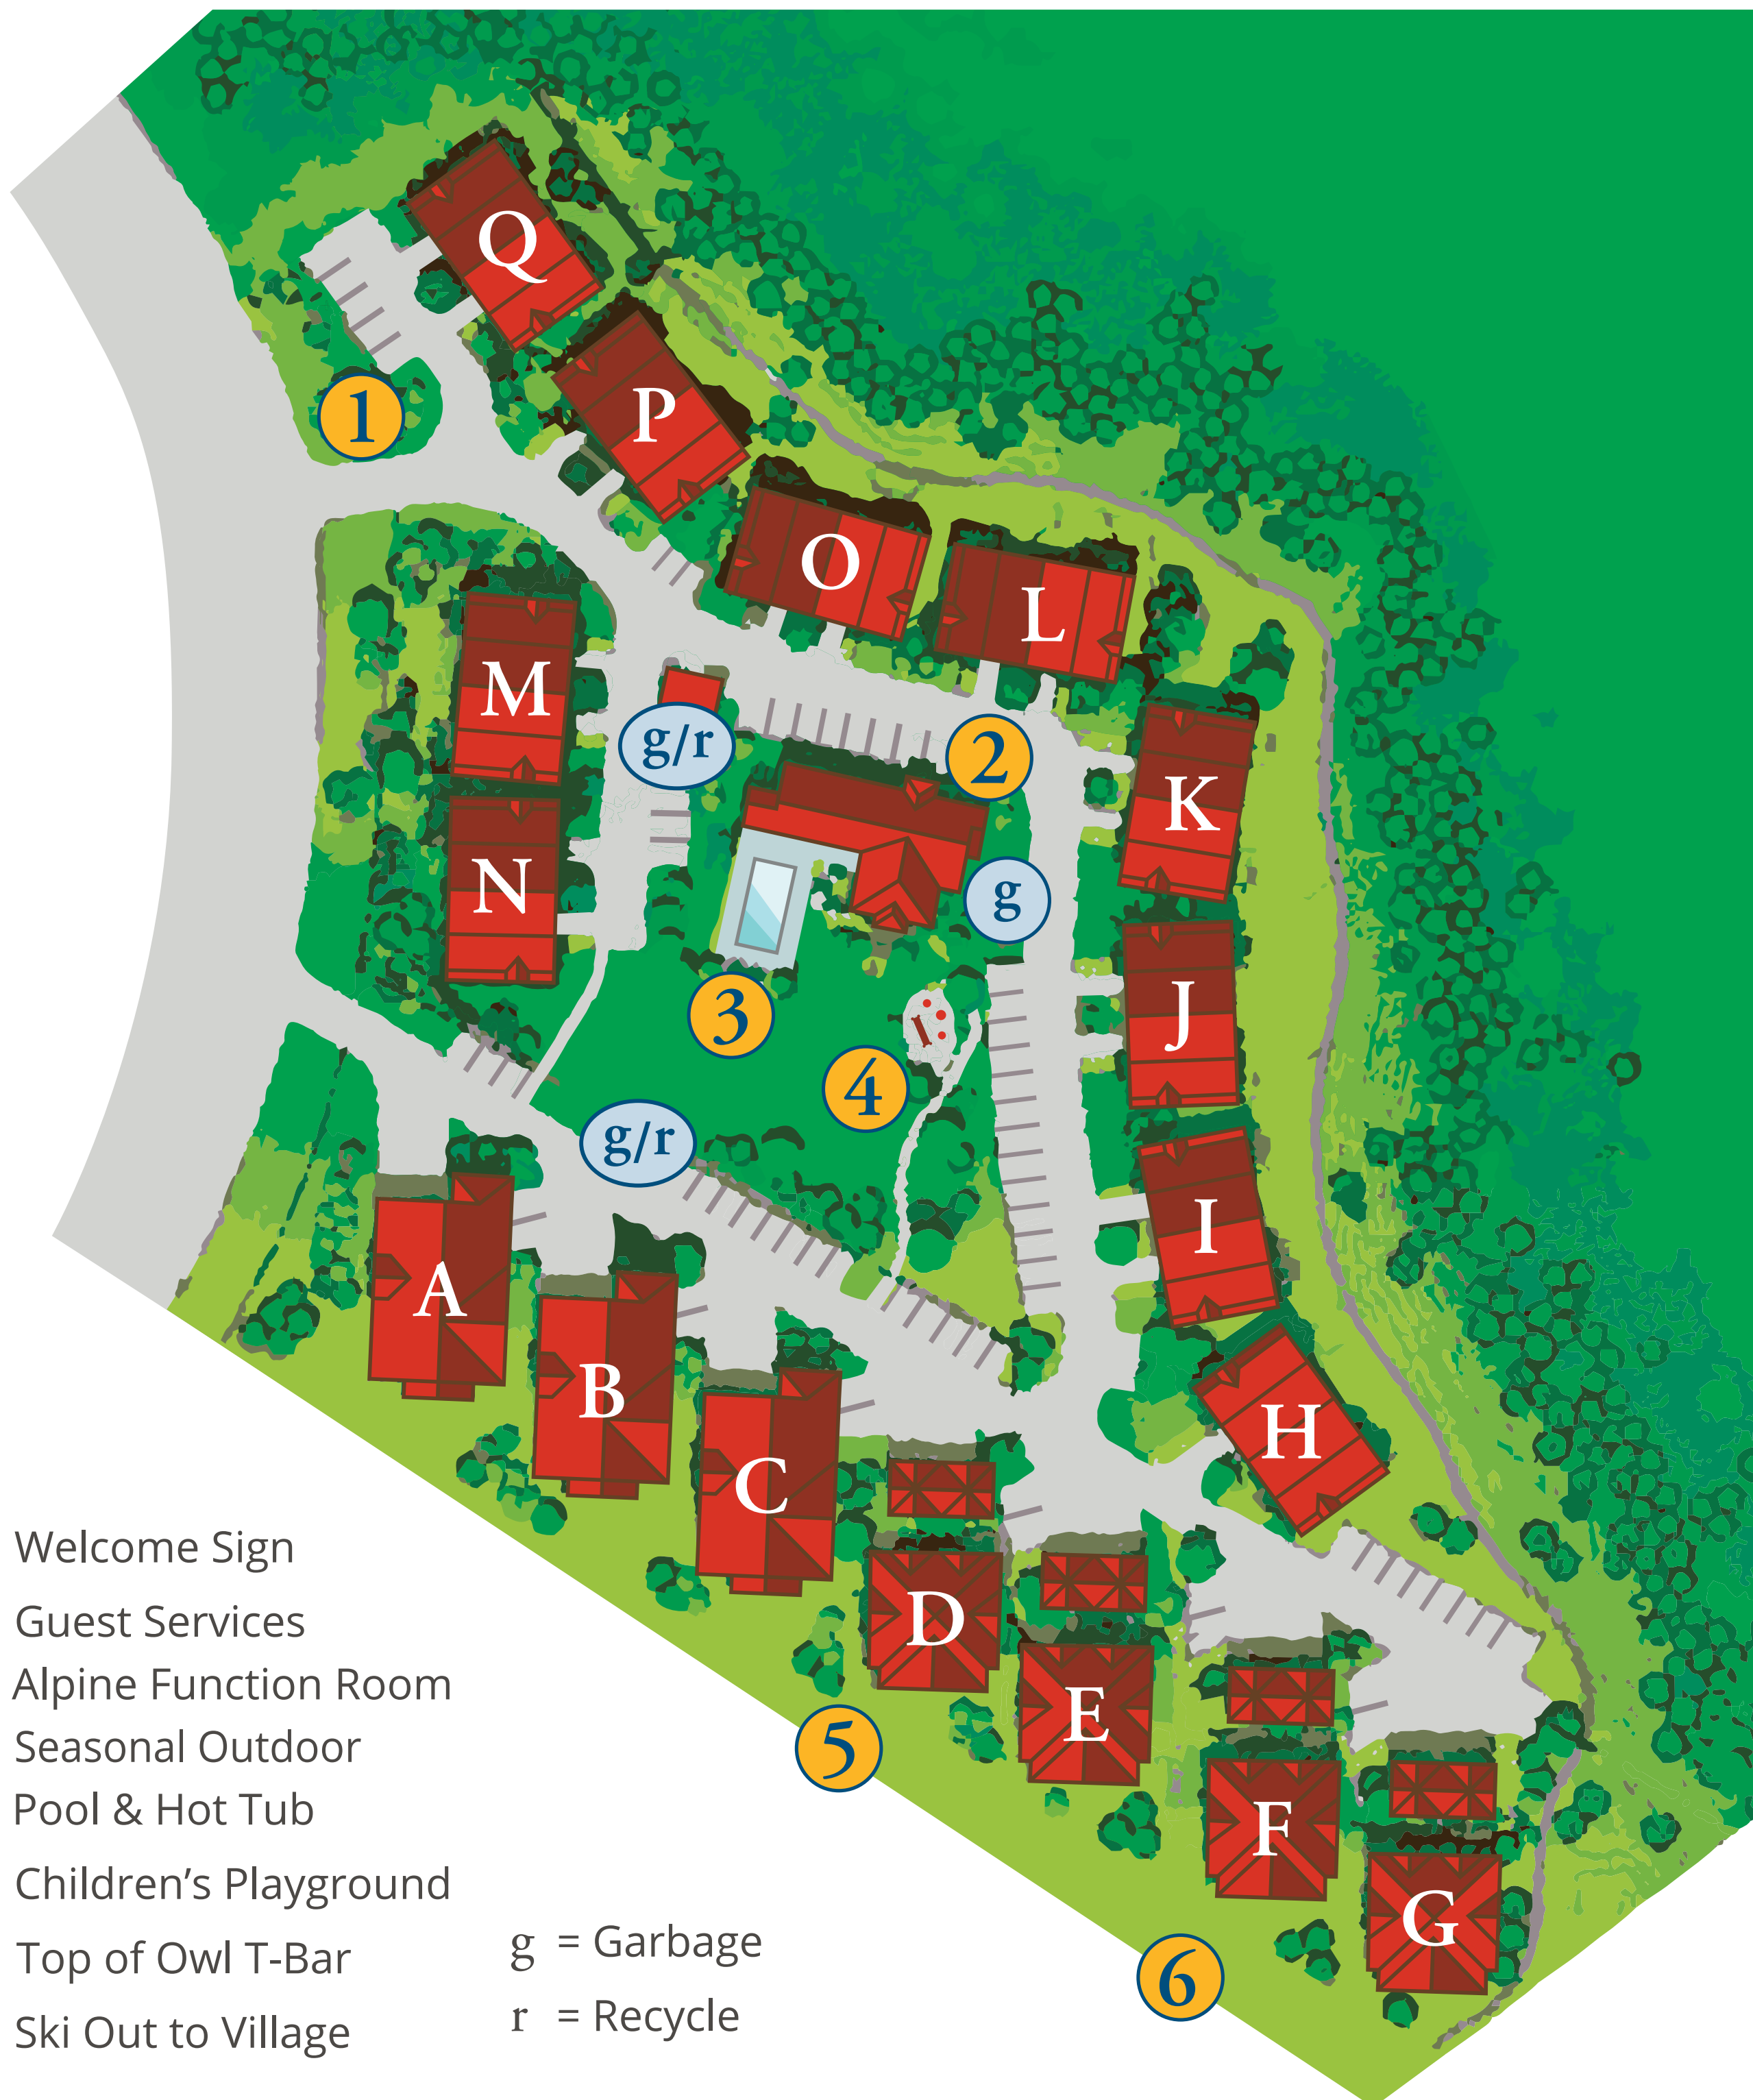 Q
P
1
O
L
M
g/r
2
K
N
g
3
J
4
g/r
I
A
B
H
C
D
E
5
F
G
6
Welcome Sign
Guest Services
Alpine Function Room
Seasonal Outdoor
Pool & Hot Tub
Children’s Playground
Top of Owl T-Bar
Ski Out to Village
g = Garbage
r = Recycle